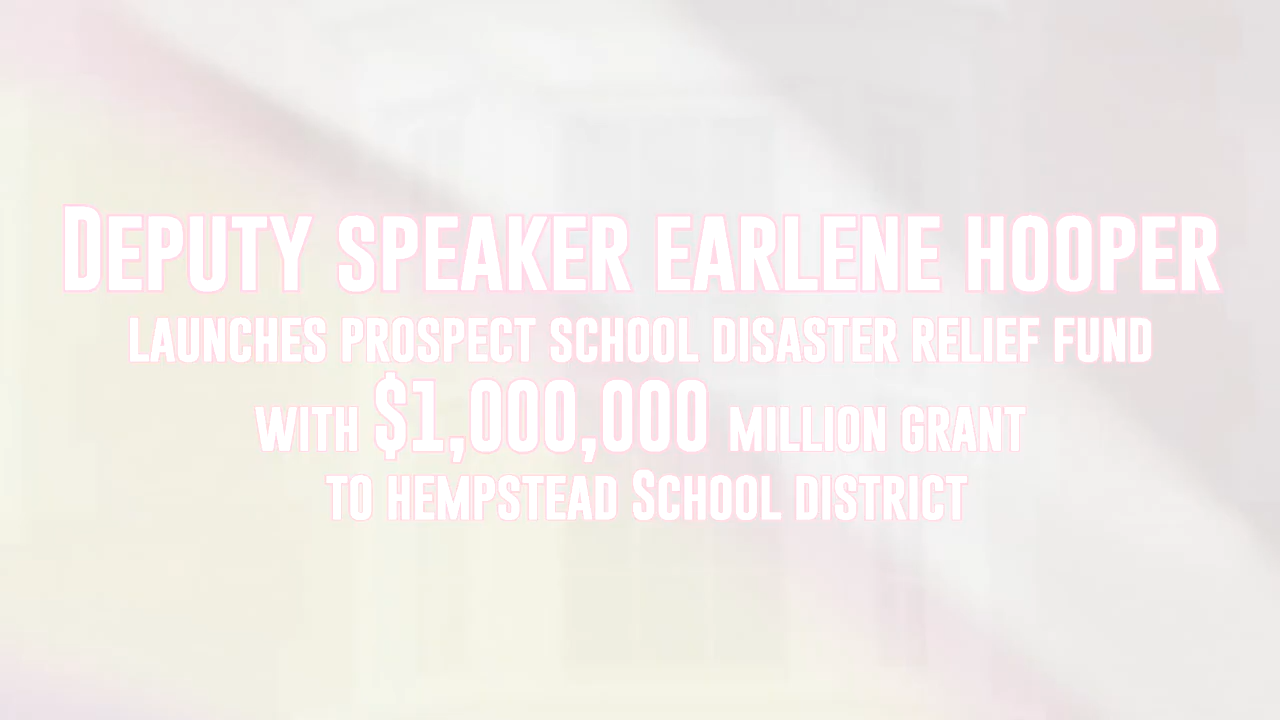 DEPUTY SPEAKER EARLENE HOOPER
LAUNCHES PROSPECT SCHOOL DISASTER RELIEF FUND
WITH $1,000,000 MILLION GRANT
TO HEMPSTEAD SCHOOL DISTRICT